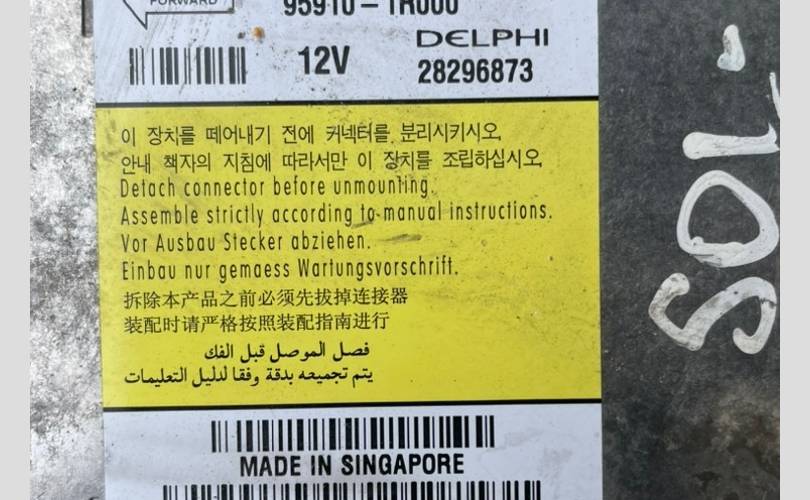 FORWARD
95910-1R000
DELPHI
12V 28296873
이 장치를 떼어내기 전에 커넥터를 분리시키시오.
안내 책자의 지침에 따라서만 이 장치를 조립하십시오.
Detach connector before unmounting.
Assemble strictly according to manual instructions.
Vor Ausbau Stecker abziehen.
Einbau nur gemaess Wartungsvorschrift.
拆除本产品之前必须先拔掉连接器
装配时请严格按照装配指南进行
فصل الموصل قبل الفك
يتم تجميعه بدقة وفقا لدليل التعليمات
MADE IN SINGAPORE